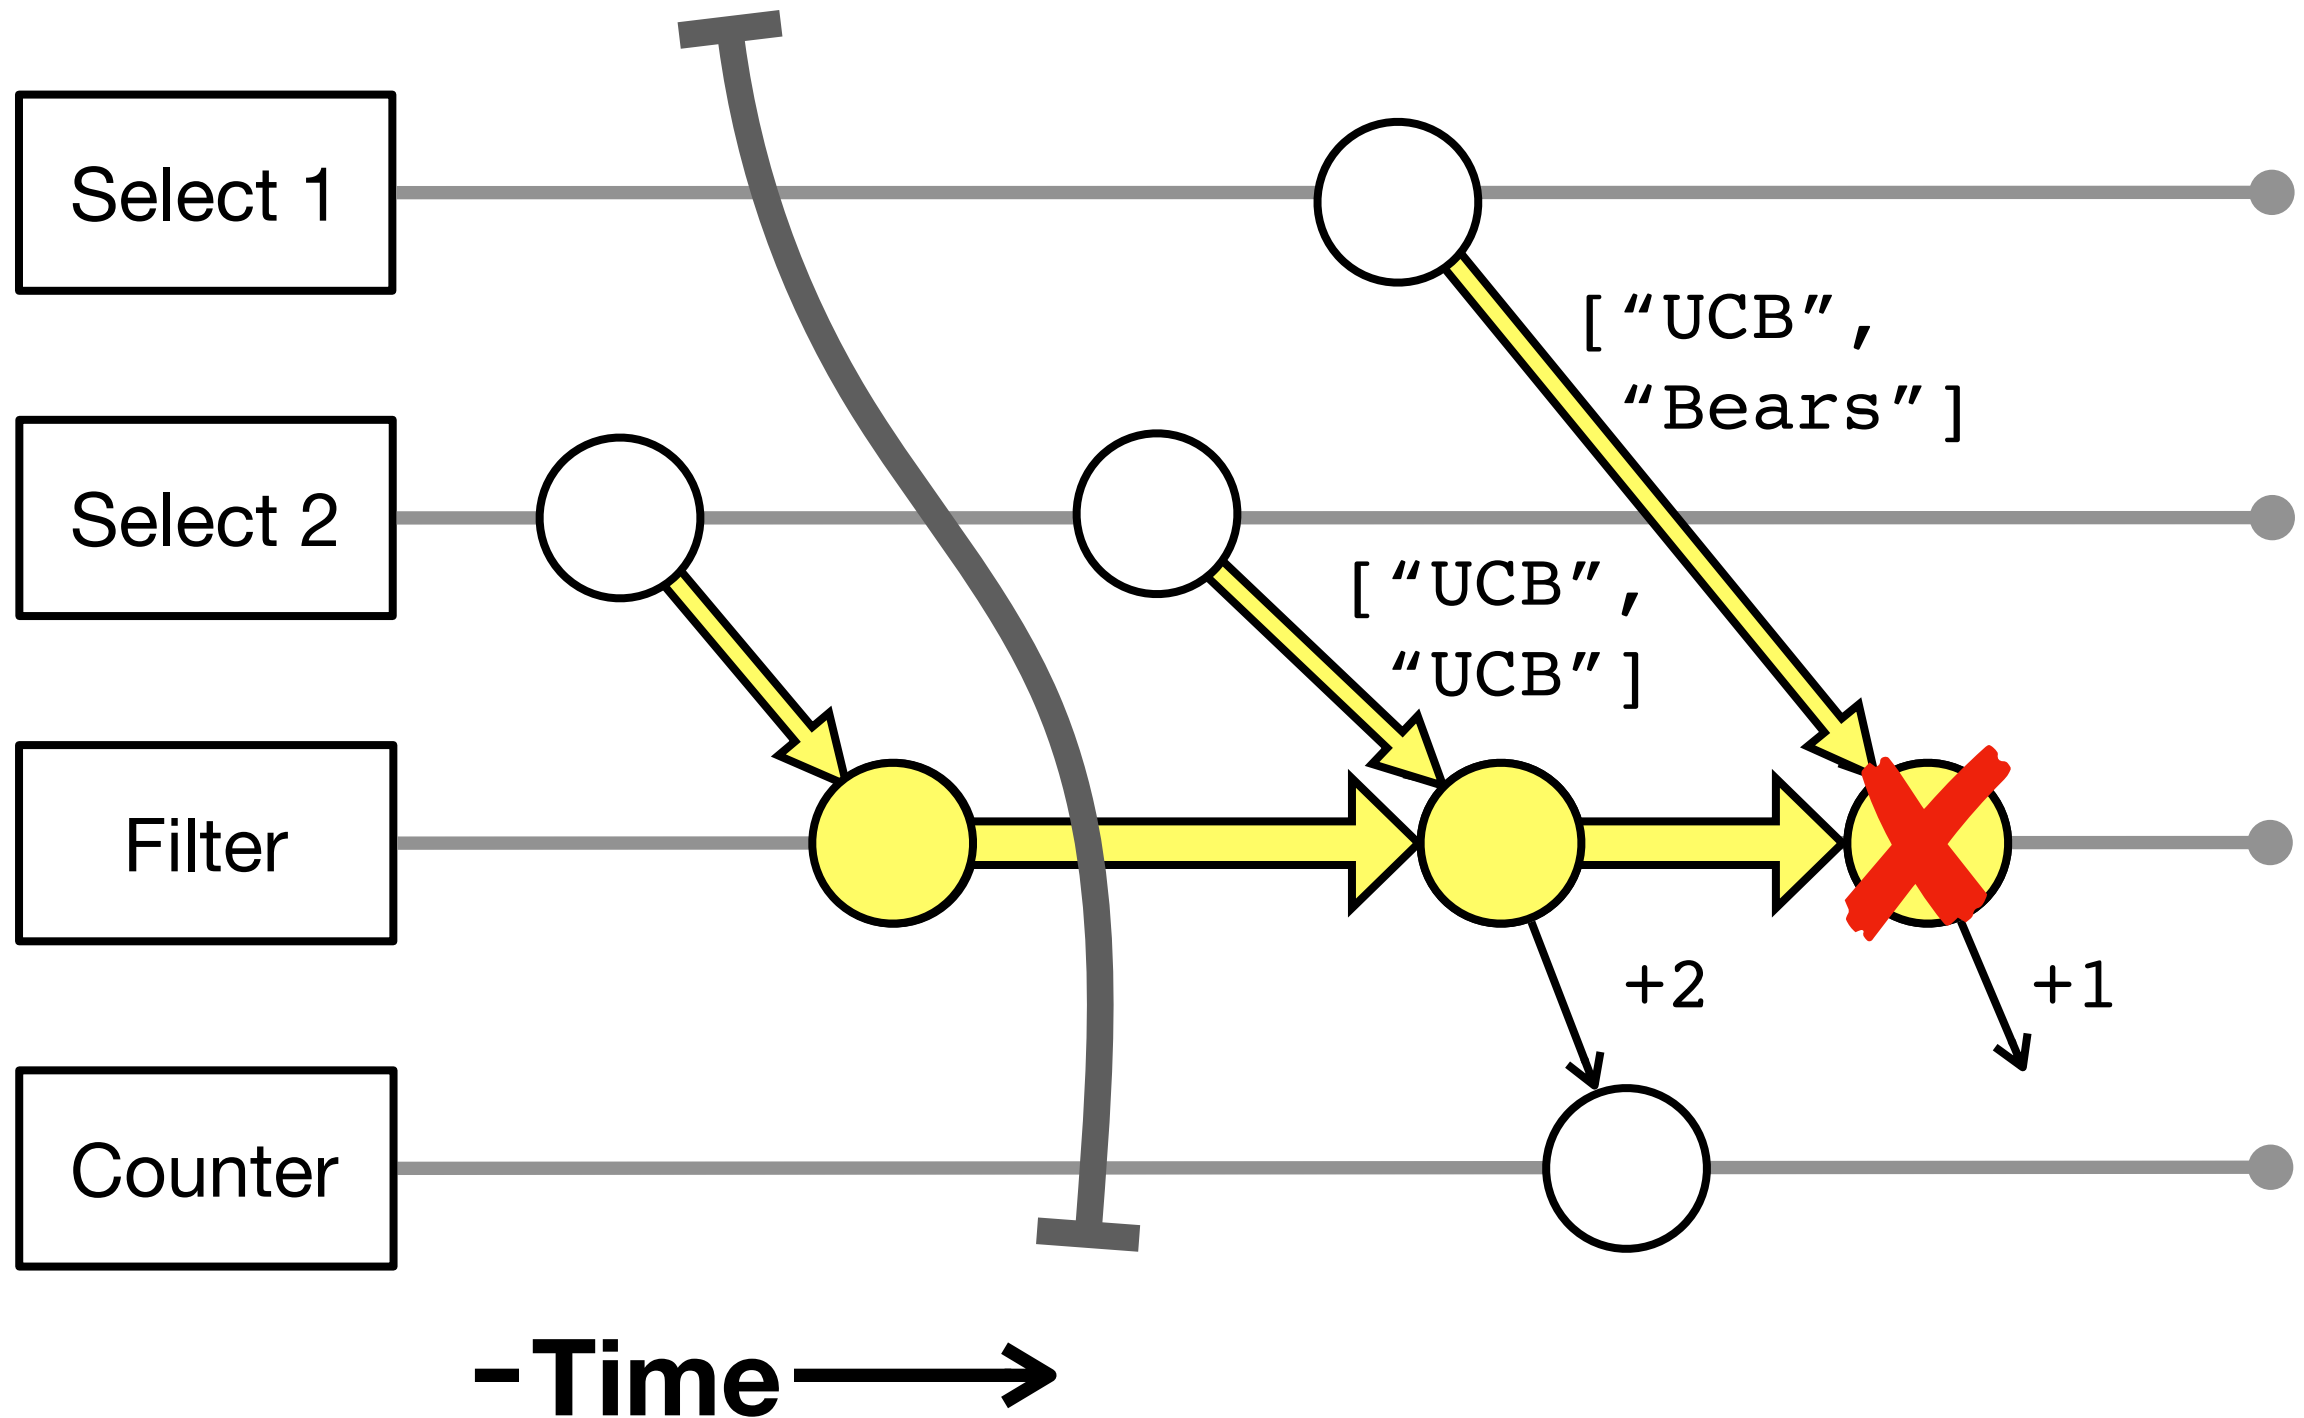 Select 1
[“UCB”,
“Bears”]
Select 2
[“UCB”,
“UCB”]
Filter
+2
+1
Counter
-Time